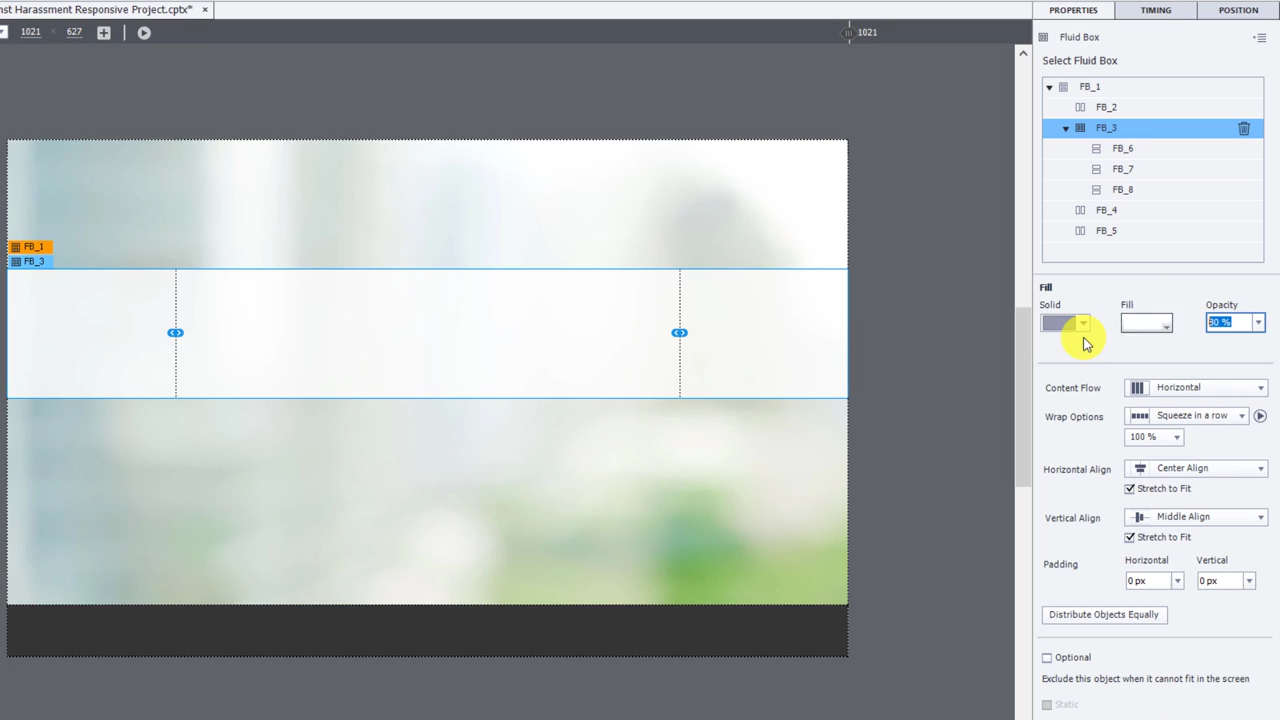 nst Harassment Responsive Project.cptx* ×
PROPERTIES TIMING POSITION
1021 × 627
1021
Fluid Box
Select Fluid Box
FB_1
FB_2
FB_3
FB_6
FB_7
FB_8
FB_4
FB_5
FB_1
FB_3
Fill
Solid Fill Opacity
80 %
Content Flow Horizontal
Wrap Options Squeeze in a row
100 %
Horizontal Align Center Align
Stretch to Fit
Vertical Align Middle Align
Stretch to Fit
Padding Horizontal Vertical
0 px 0 px
Distribute Objects Equally
Optional
Exclude this object when it cannot fit in the screen
Static